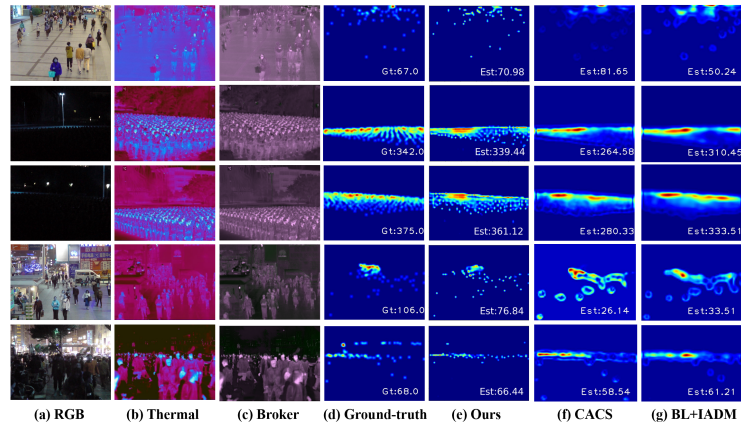 Gt:67.0 Est:70.98 Est:81.65 Est:50.24
Gt:342.0 Est:339.44 Est:264.58 Est:310.45
Gt:375.0 Est:361.12 Est:280.33 Est:333.51
Gt:106.0 Est:76.84 Est:26.14 Est:33.51
Gt:68.0 Est:66.44 Est:58.54 Est:61.21
(a) RGB (b) Thermal (c) Broker (d) Ground-truth (e) Ours (f) CACS (g) BL+IADM